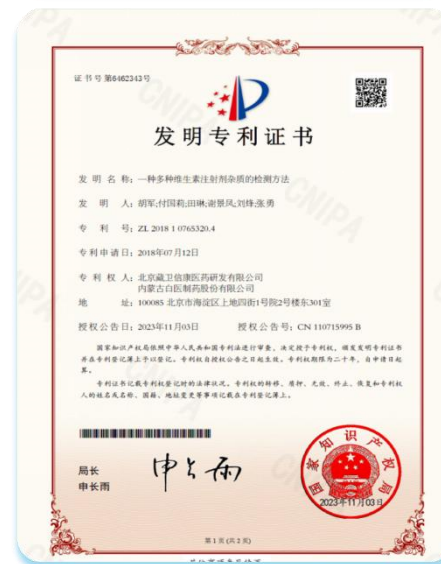 证书号第6462343号
发明专利证书
发明名称：一种多种维生素注射剂杂质的检测方法
发明人：胡军;付国莉;田琳;谢景凤;刘烽;张勇
专利号：ZL 2018 1 0765320.4
专利申请日：2018年07月12日
专利权人：北京藏卫信康医药研发有限公司
内蒙古白医制药股份有限公司
地址：100085 北京市海淀区上地四街1号院2号楼东301室
授权公告日：2023年11月03日 授权公告号：CN 110715995 B
国家知识产权局依照中华人民共和国专利法进行审查，决定授予专利权，颁发发明专利证书
并在专利登记簿上予以登记。专利权自授权公告之日起生效。专利权期限为二十年，自申请日起
算。
专利证书记载专利权登记时的法律状况。专利权的转移、质押、无效、终止、恢复和专利权
人的姓名或名称、国籍、地址变更等事项记载在专利登记簿上。
局长
申长雨
申长雨
国家知识产权局
2023年11月03日
第 1 页 (共 2 页)
CNIPA
CNIPA
CNIPA